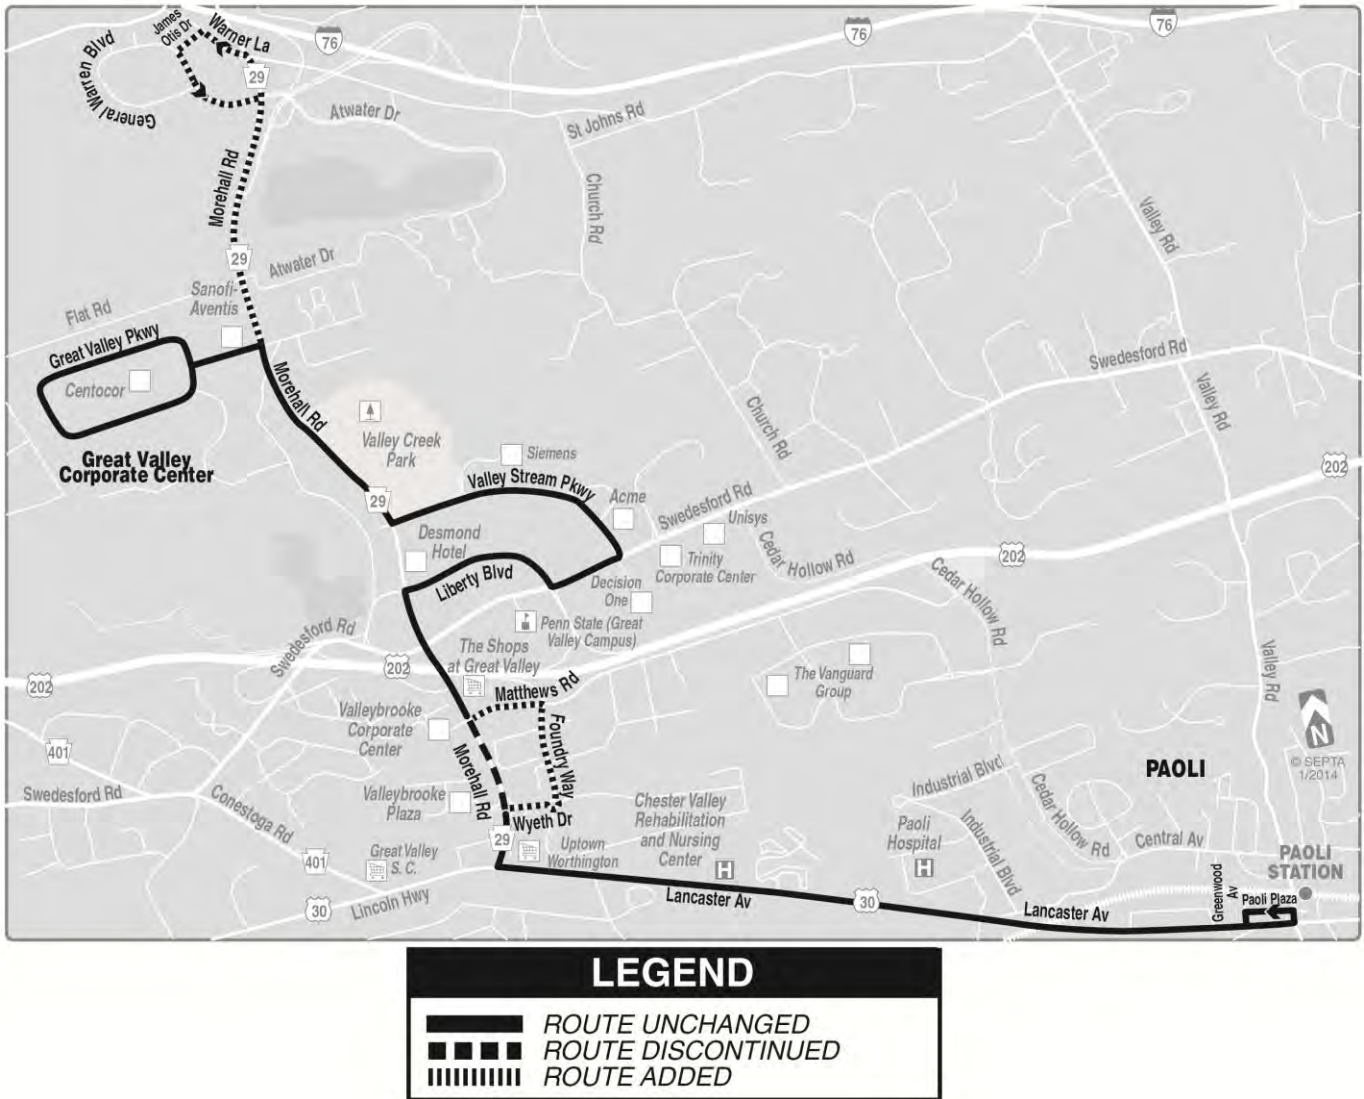 James
Otis Dr
Warner La
General Warren Blvd
29
76
76
76
Atwater Dr
St Johns Rd
Morehall Rd
Church Rd
Valley Rd
29
Atwater Dr
Sanofi-
Aventis
Flat Rd
Great Valley Pkwy
Centocor
Morehall Rd
Swedesford Rd
Valley Rd
Church Rd
Valley Creek
Park
Great Valley
Corporate Center
Siemens
Valley Stream Pkwy
202
29
Acme
Swedesford Rd
Unisys
Desmond
Hotel
Cedar Hollow Rd
Trinity
Corporate Center
202
Liberty Blvd
Decision
One
Cedar Hollow Rd
Penn State (Great
Valley Campus)
Swedesford Rd
The Shops
at Great Valley
202
202
Matthews Rd
The Vanguard
Group
Valley Rd
Valleybrooke
Corporate
Center
Foundry Way
N
© SEPTA
1/2014
401
Morehall Rd
PAOLI
Swedesford Rd
Conestoga Rd
Valleybrooke
Plaza
Wyeth Dr
Chester Valley
Rehabilitation
and Nursing
Center
Industrial Blvd
Cedar Hollow Rd
Paoli
Hospital
Industrial Blvd
Central Av
29
Uptown
Worthington
401
Great Valley
S. C.
H
H
PAOLI
STATION
30
Lincoln Hwy
Lancaster Av
30
Lancaster Av
Greenwood
Av
Paoli Plaza
LEGEND
ROUTE UNCHANGED
ROUTE DISCONTINUED
ROUTE ADDED